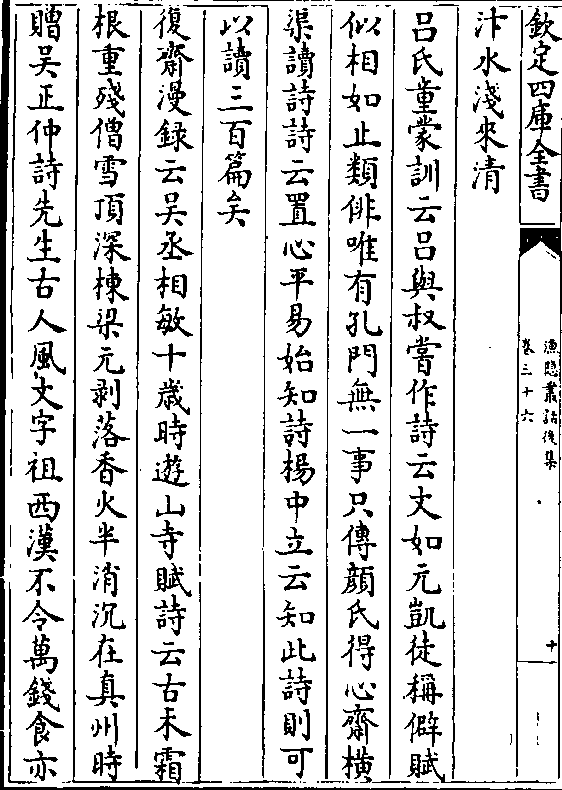 欽定四庫全書
漁隱叢話後集
卷三十六
十
汴水淺來清
呂氏童蒙訓云呂與叔嘗作詩云文如元凱徒稱僻賦
似相如止類俳唯有孔門無一事只傳顔氏得心齋橫
渠讀詩詩云置心平易始知詩楊中立云知此詩則可
以讀三百篇矣
復齋漫録云吴丞相敏十歳時遊山寺賦詩云古木霜
根重殘僧雪頂深棟梁元剥落香火半消沉在真州時
贈吴正仲詩先生古人風文字祖西漢不令萬錢食亦